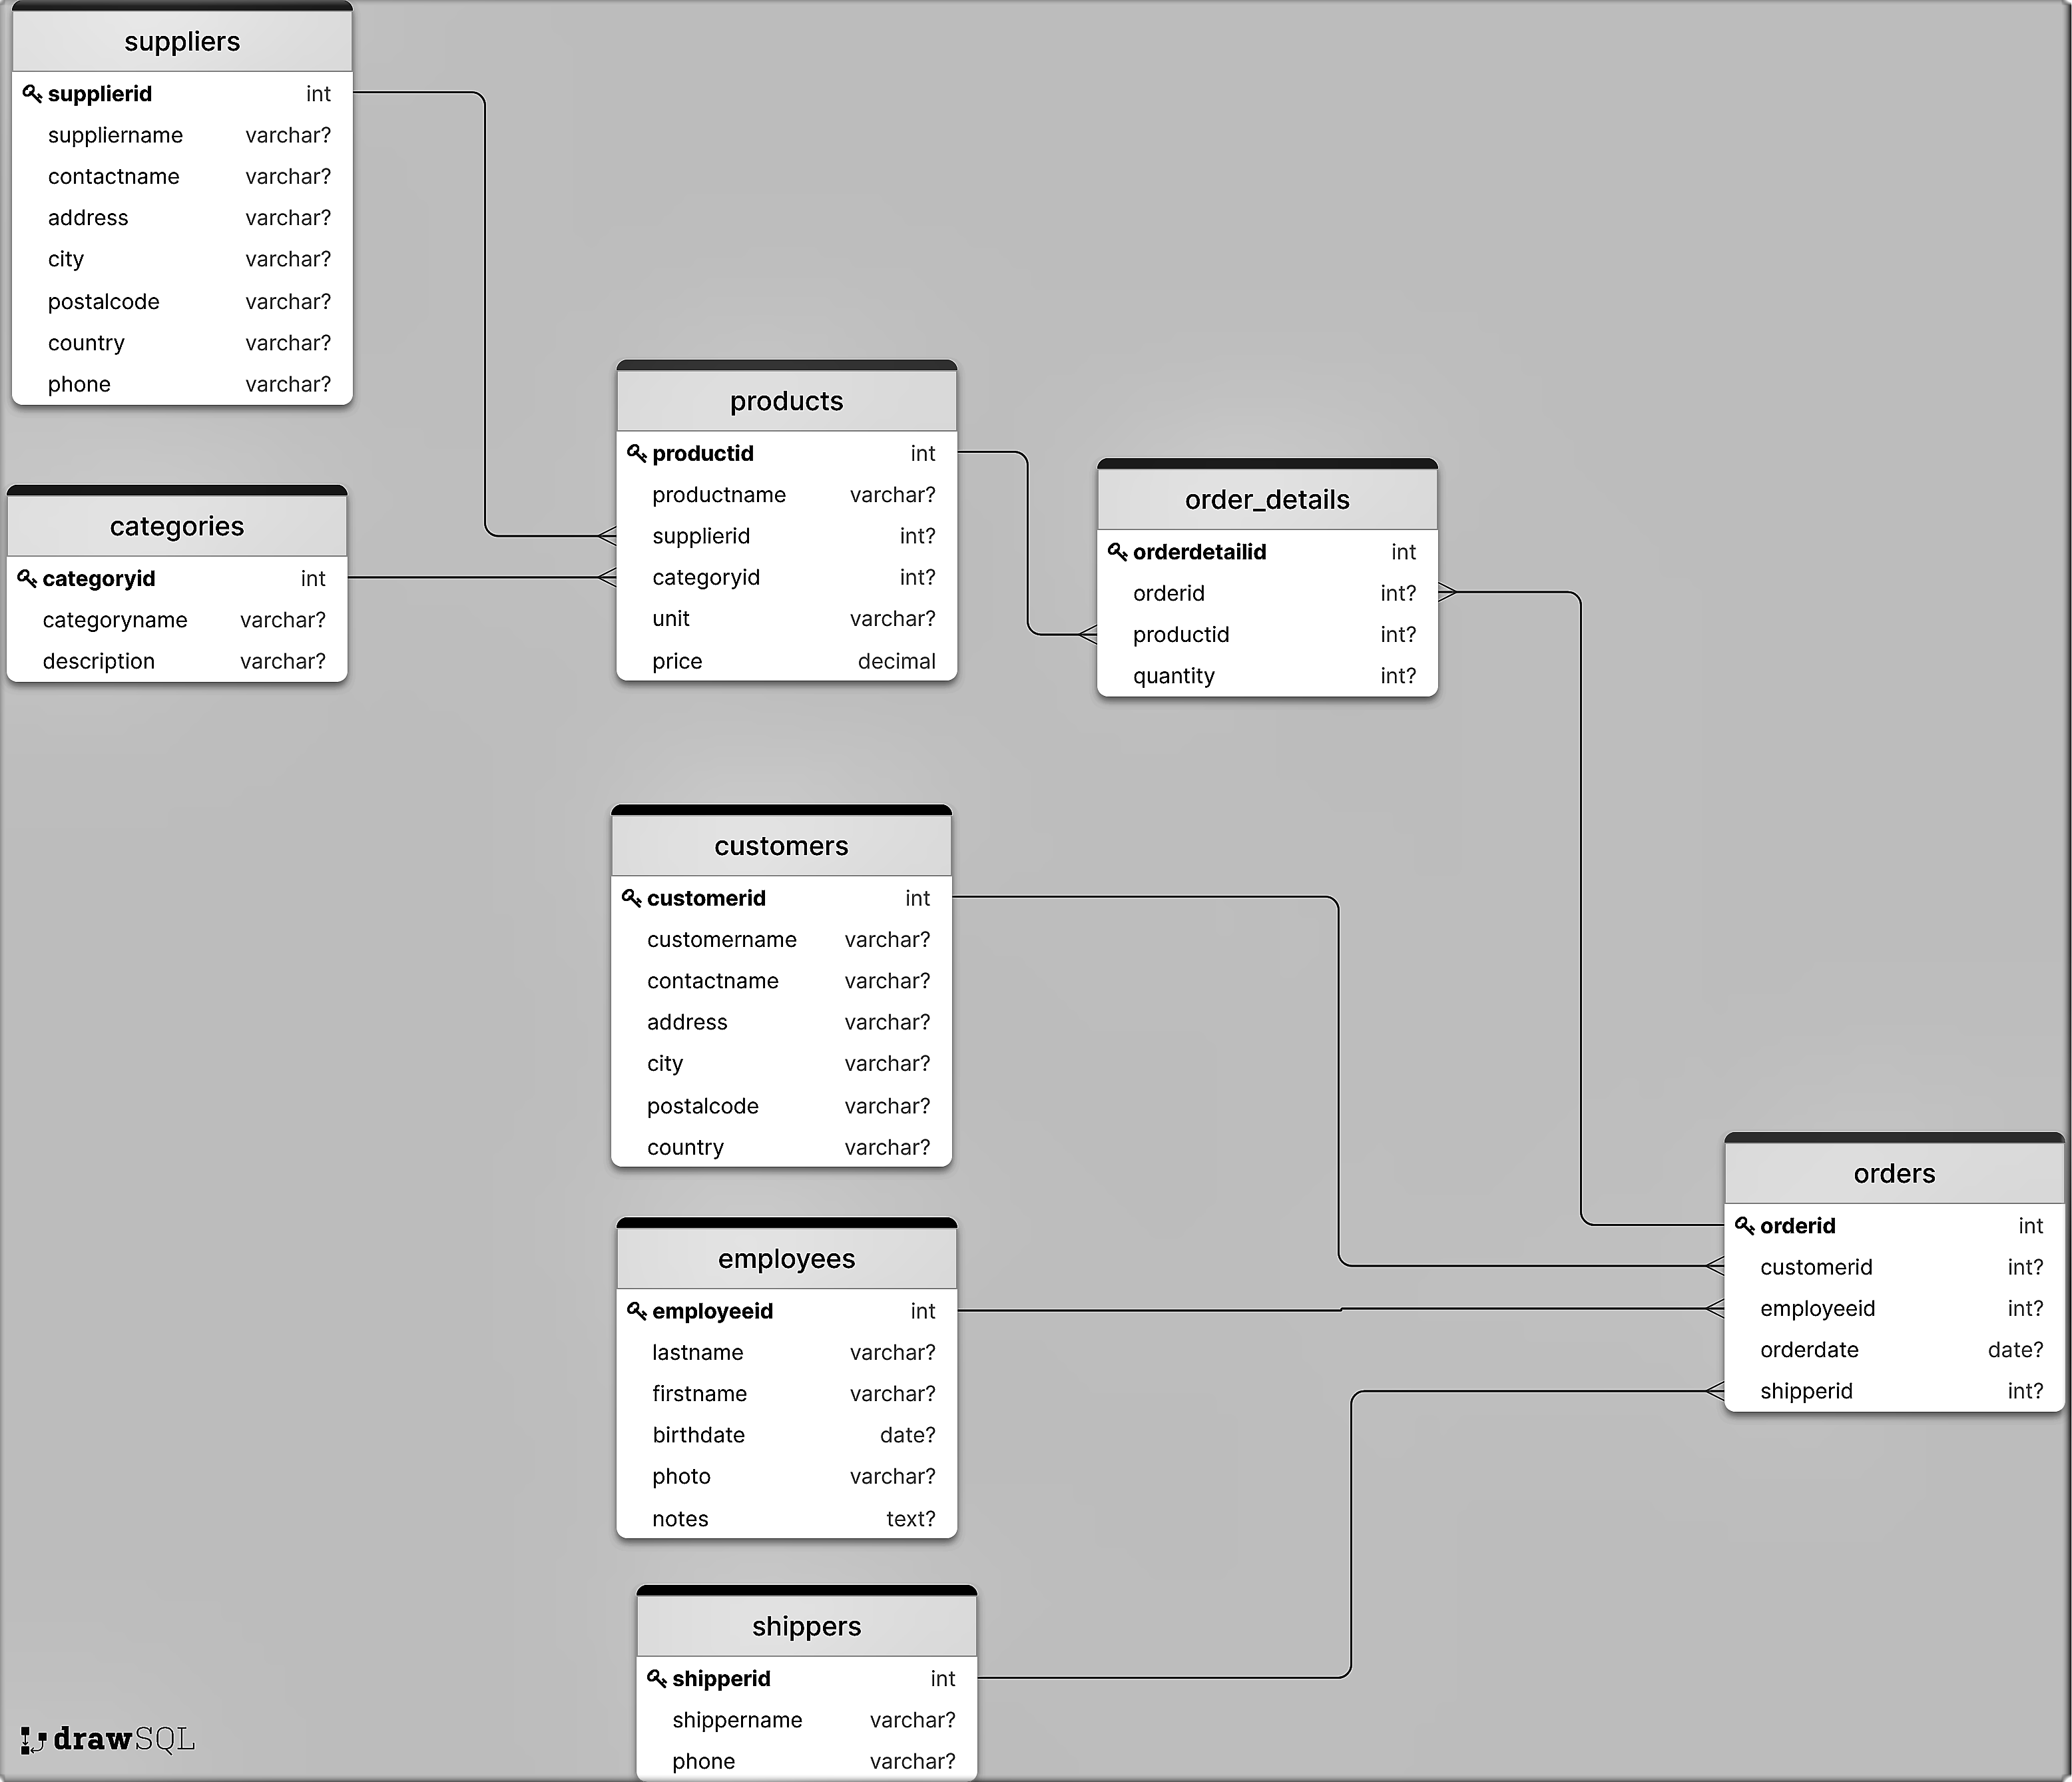 suppliers
supplierid int
suppliername varchar?
contactname varchar?
address varchar?
city varchar?
postalcode varchar?
country varchar?
phone varchar?
categories
categoryid int
categoryname varchar?
description varchar?
products
productid int
productname varchar?
supplierid int?
categoryid int?
unit varchar?
price decimal
order_details
orderdetailid int
orderid int?
productid int?
quantity int?
customers
customerid int
customername varchar?
contactname varchar?
address varchar?
city varchar?
postalcode varchar?
country varchar?
employees
employeeid int
lastname varchar?
firstname varchar?
birthdate date?
photo varchar?
notes text?
shippers
shipperid int
shippername varchar?
phone varchar?
orders
orderid int
customerid int?
employeeid int?
orderdate date?
shipperid int?
drawSQL